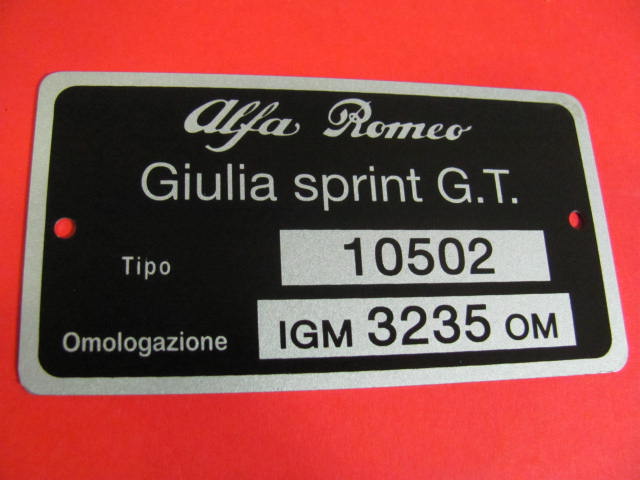 Alfa Romeo
Giulia sprint G.T.
Tipo 10502
Omologazione IGM 3235 OM